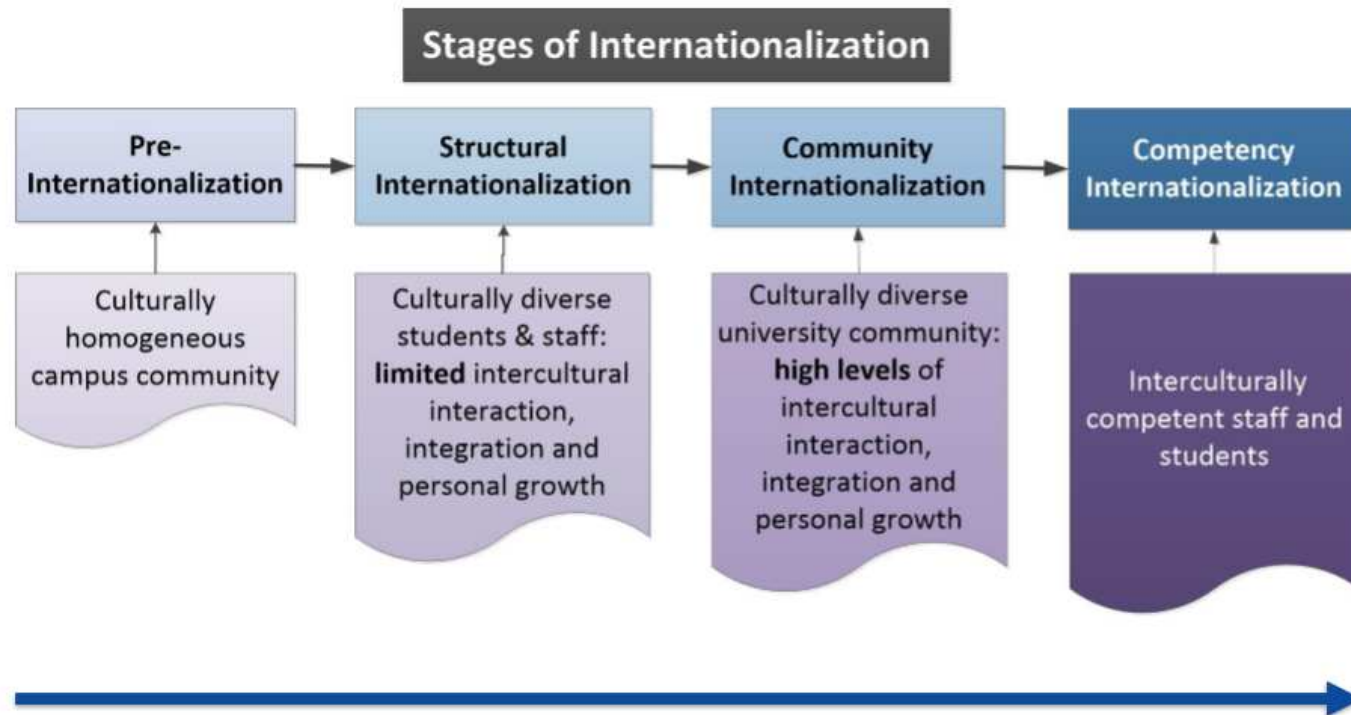 Stages of Internationalization
Pre-
Internationalization
Structural
Internationalization
Community
Internationalization
Competency
Internationalization
Culturally
homogeneous
campus community
Culturally diverse
students & staff:
limited intercultural
interaction,
integration and
personal growth
Culturally diverse
university community:
high levels of
intercultural
interaction,
integration and
personal growth
Interculturally
competent staff and
students